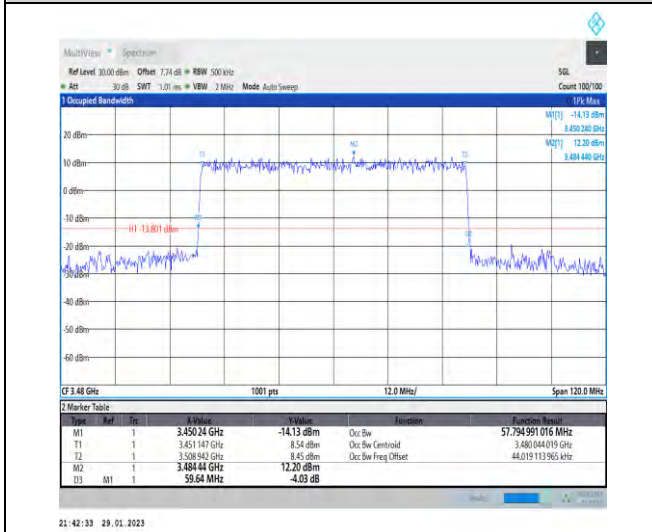 MultiView Spectrum
Ref Level 30.00 dBm Offset 7.74 dB RBW 500 kHz SGL
Att 30 dB SWT 1.01 ms VBW 2 MHz Mode Auto Sweep Count 100/100
1 Occupied Bandwidth 1Pk Max
M1[1] -14.13 dBm
3.450 240 GHz
M2[1] 12.20 dBm
3.484 440 GHz
20 dBm
M2
T1 T2
10 dBm
0 dBm
-10 dBm
H1 -13.801 dBm
-20 dBm
-30 dBm
-40 dBm
-50 dBm
-60 dBm
CF 3.48 GHz 1001 pts 12.0 MHz/ Span 120.0 MHz
2 Marker Table
Type Ref Trc X-Value Y-Value Function Function Result
M1 1 3.450 24 GHz -14.13 dBm Occ Bw 57.794 991 016 MHz
T1 1 3.451 147 GHz 8.54 dBm Occ Bw Centroid 3.480 044 019 GHz
T2 1 3.508 942 GHz 8.45 dBm Occ Bw Freq Offset 44.019 113 965 kHz
M2 1 3.484 44 GHz 12.20 dBm
D3 M1 1 59.64 MHz -4.03 dB
21:42:33 29.01.2023